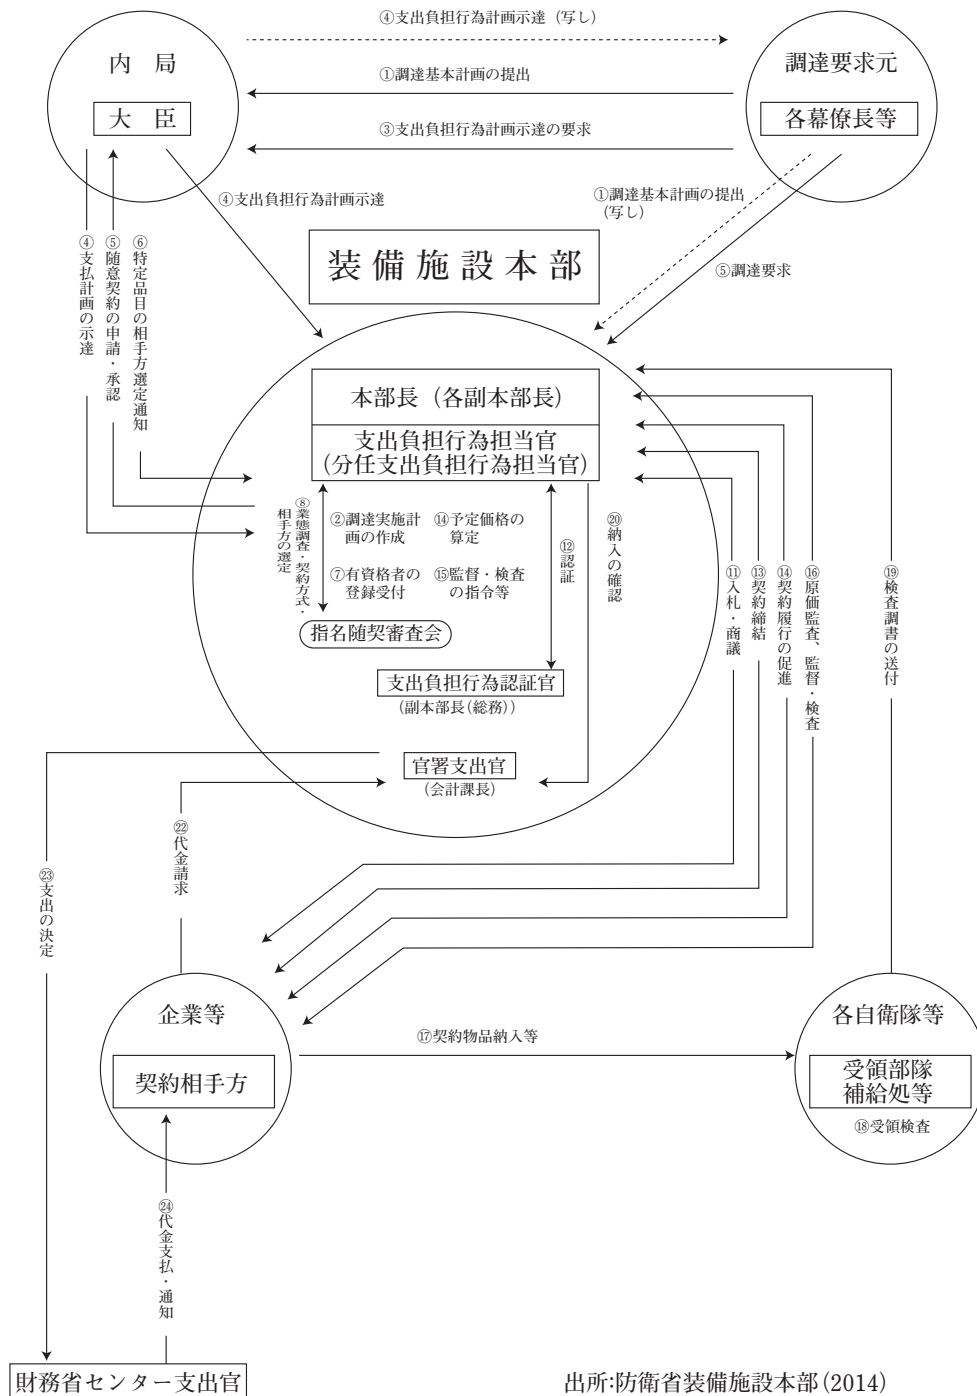 ④支出負担行為計画示達（写し）
内　局
大　臣
調達要求元
各幕僚長等
①調達基本計画の提出
③支出負担行為計画示達の要求
④支出負担行為計画示達
①調達基本計画の提出
（写し）
⑤調達要求
④支払計画の示達
⑤随意契約の申請・承認
⑥特定品目の相手方選定通知
装備施設本部
本部長（各副本部長）
支出負担行為担当官
（分任支出負担行為担当官）
⑧業態調査・契約方式・
相手方の選定
②調達実施計
画の作成
⑭予定価格の
算定
⑦有資格者の
登録受付
⑮監督・検査
の指令等
⑫認証
⑳納入の確認
指名随契審査会
支出負担行為認証官
（副本部長（総務））
官署支出官
（会計課長）
⑪入札・商議
⑬契約締結
⑭契約履行の促進
⑯原価監査、監督・検査
⑲検査調書の送付
㉒代金請求
㉓支出の決定
企業等
契約相手方
⑰契約物品納入等
各自衛隊等
受領部隊
補給処等
⑱受領検査
㉔代金支払・通知
財務省センター支出官
出所:防衛省装備施設本部(2014)